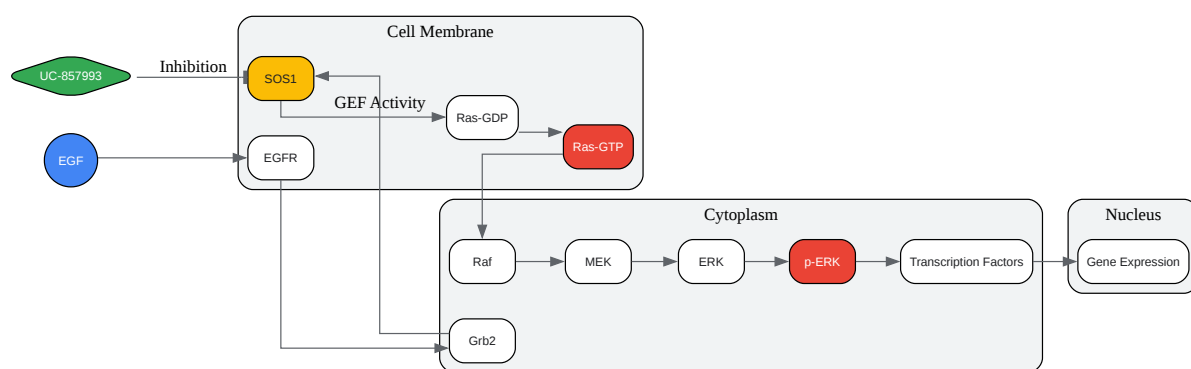 Cell Membrane
UC-857993
Inhibition
SOS1
GEF Activity
Ras-GDP
Ras-GTP
EGF
EGFR
Cytoplasm
Nucleus
Raf
MEK
ERK
p-ERK
Transcription Factors
Gene Expression
Grb2